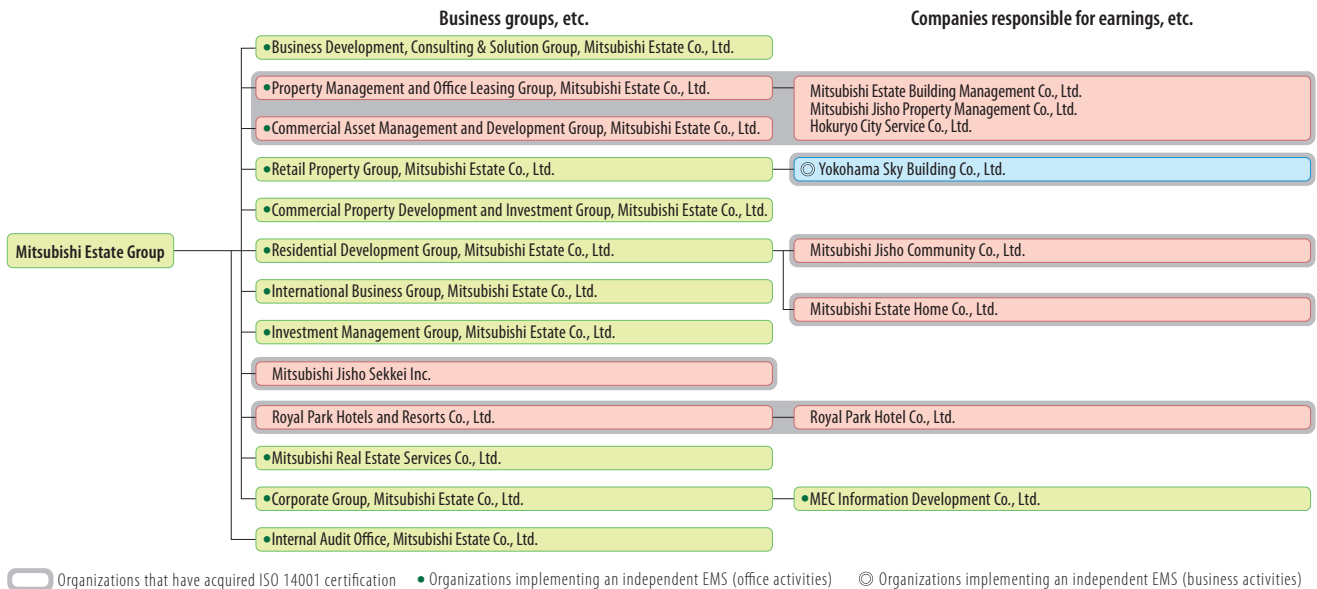 Business groups, etc.
Companies responsible for earnings, etc.
Mitsubishi Estate Group
•Business Development, Consulting & Solution Group, Mitsubishi Estate Co., Ltd.
•Property Management and Office Leasing Group, Mitsubishi Estate Co., Ltd.
Mitsubishi Estate Building Management Co., Ltd.
Mitsubishi Jisho Property Management Co., Ltd.
Hokuryo City Service Co., Ltd.
•Commercial Asset Management and Development Group, Mitsubishi Estate Co., Ltd.
•Retail Property Group, Mitsubishi Estate Co., Ltd.
◎ Yokohama Sky Building Co., Ltd.
•Commercial Property Development and Investment Group, Mitsubishi Estate Co., Ltd.
•Residential Development Group, Mitsubishi Estate Co., Ltd.
Mitsubishi Jisho Community Co., Ltd.
•International Business Group, Mitsubishi Estate Co., Ltd.
Mitsubishi Estate Home Co., Ltd.
•Investment Management Group, Mitsubishi Estate Co., Ltd.
Mitsubishi Jisho Sekkei Inc.
Royal Park Hotels and Resorts Co., Ltd.
Royal Park Hotel Co., Ltd.
•Mitsubishi Real Estate Services Co., Ltd.
•Corporate Group, Mitsubishi Estate Co., Ltd.
•MEC Information Development Co., Ltd.
•Internal Audit Office, Mitsubishi Estate Co., Ltd.
Organizations that have acquired ISO 14001 certification
• Organizations implementing an independent EMS (office activities)
◎ Organizations implementing an independent EMS (business activities)